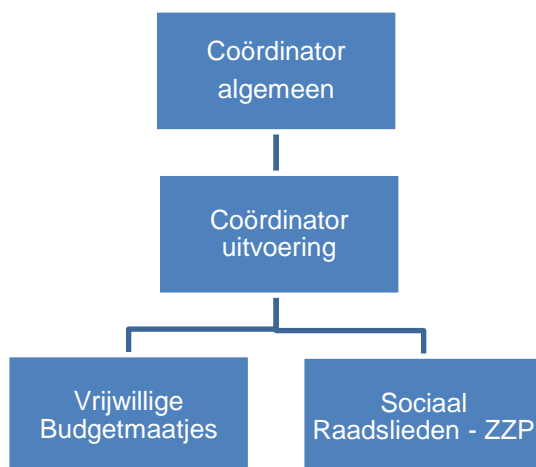 Coördinator
algemeen
Coördinator
uitvoering
Vrijwillige
Budgetmaatjes
Sociaal
Raadslieden - ZZP